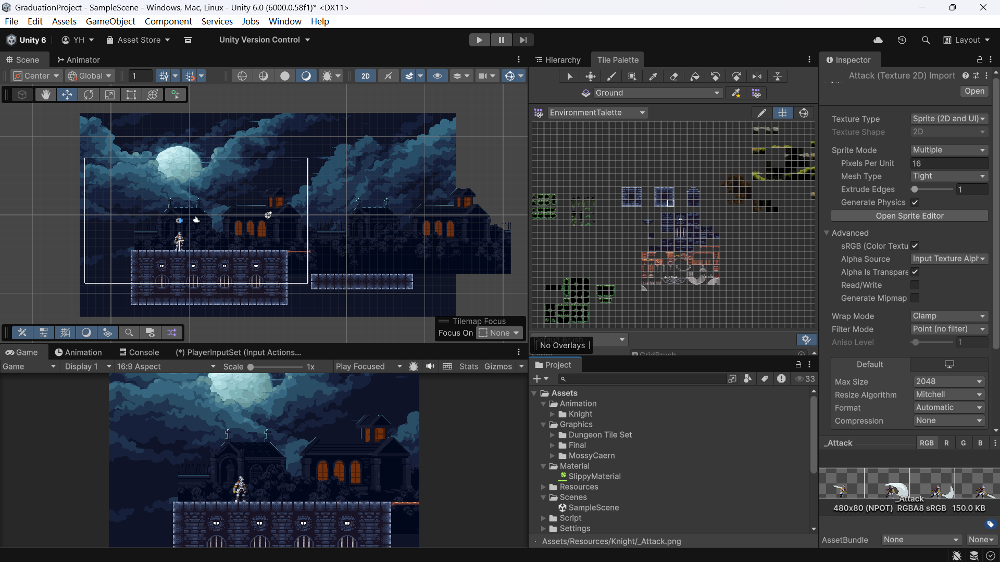 GraduationProject - SampleScene - Windows, Mac, Linux - Unity 6.0 (6000.0.58f1)* <DX11>
File Edit Assets GameObject Component Services Jobs Window Help
Unity 6 YH Asset Store Unity Version Control Layout
Scene Animator
Center Global 1 2D
Tilemap Focus
Focus On None
Game Animation Console (*) PlayerInputSet (Input Actions...
Game Display 1 16:9 Aspect Scale 1x Play Focused Stats Gizmos
Hierarchy Tile Palette
Ground
EnvironmentTalette
Default Brush
No Overlays
GridBrush
Project
33
Assets
Animation
Knight
Graphics
Dungeon Tile Set
Final
MossyCaern
Material
SlippyMaterial
Resources
Scenes
SampleScene
Script
Settings
Assets/Resources/Knight/_Attack.png
Inspector
Attack (Texture 2D) Import
Open
Texture Type Sprite (2D and UI)
Texture Shape 2D
Sprite Mode Multiple
Pixels Per Unit 16
Mesh Type Tight
Extrude Edges 1
Generate Physics
Open Sprite Editor
Advanced
sRGB (Color Textu
Alpha Source Input Texture Alph
Alpha Is Transpare
Read/Write
Generate Mipmap
Wrap Mode Clamp
Filter Mode Point (no filter)
Aniso Level 1
Default
Max Size 2048
Resize Algorithm Mitchell
Format Automatic
Compression None
_Attack RGB R G B
_Attack
480x80 (NPOT) RGBA8 sRGB 150.0 KB
AssetBundle None None